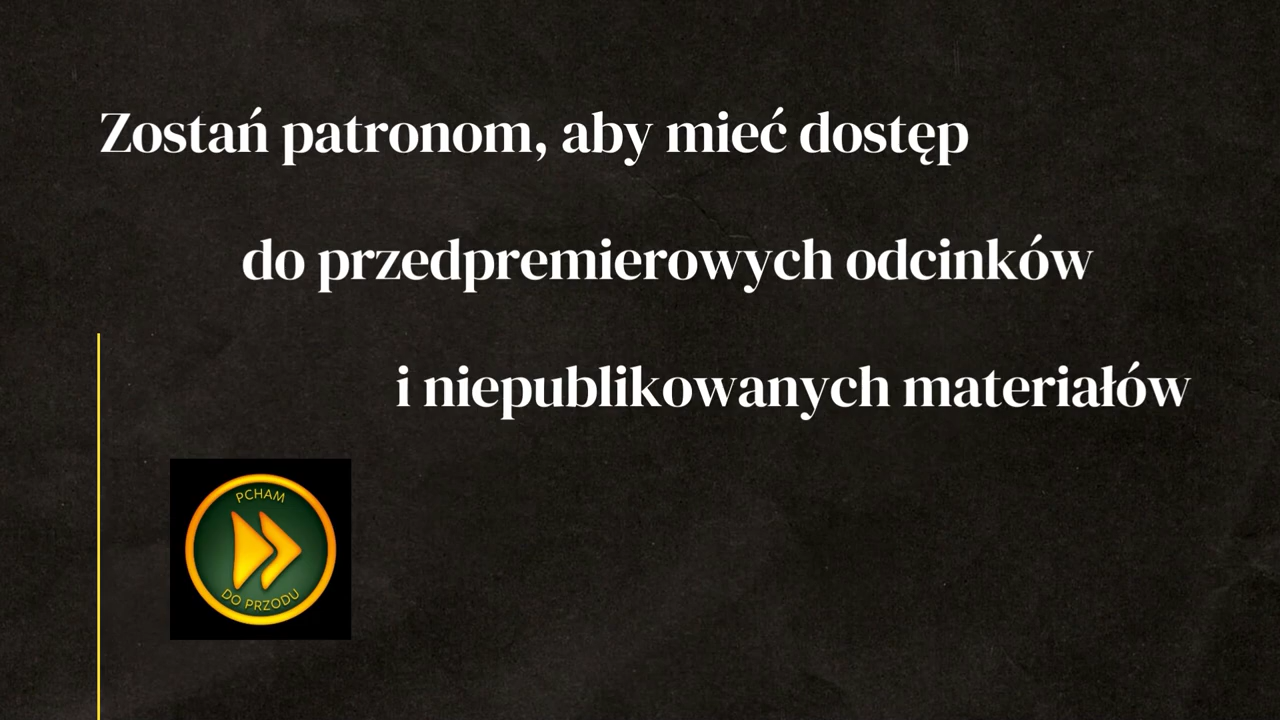 Zostań patronom, aby mieć dostęp
do przedpremierowych odcinków
i niepublikowanych materiałów
PCHAM
DO PRZODU